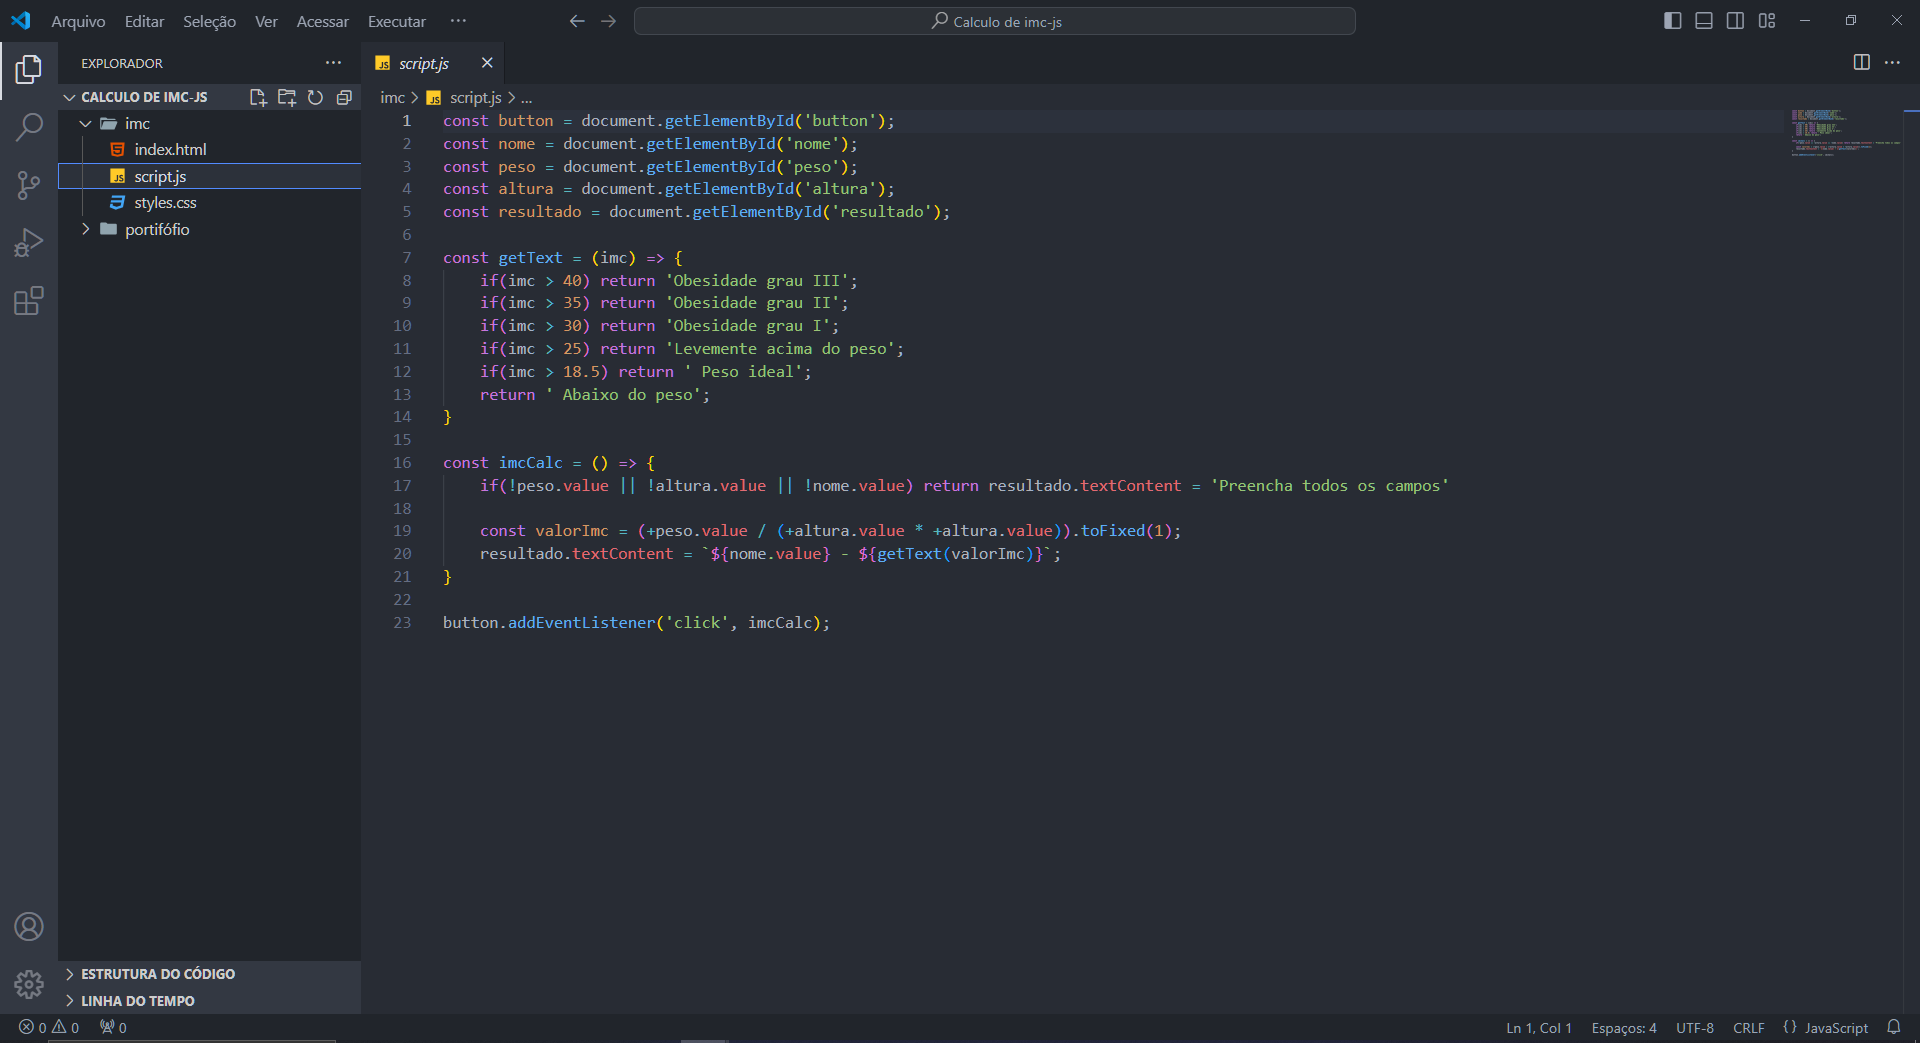 Arquivo Editar Seleção Ver Acessar Executar ··· Calculo de imc-js
EXPLORADOR ···
CALCULO DE IMC-JS
imc
index.html
script.js
styles.css
portifófio
ESTRUTURA DO CÓDIGO
LINHA DO TEMPO
JS script.js
imc > JS script.js > ...
1 const button = document.getElementById('button');
2 const nome = document.getElementById('nome');
3 const peso = document.getElementById('peso');
4 const altura = document.getElementById('altura');
5 const resultado = document.getElementById('resultado');
6
7 const getText = (imc) => {
8     if(imc > 40) return 'Obesidade grau III';
9     if(imc > 35) return 'Obesidade grau II';
10     if(imc > 30) return 'Obesidade grau I';
11     if(imc > 25) return 'Levemente acima do peso';
12     if(imc > 18.5) return ' Peso ideal';
13     return ' Abaixo do peso';
14 }
15
16 const imcCalc = () => {
17     if(!peso.value || !altura.value || !nome.value) return resultado.textContent = 'Preencha todos os campos'
18
19     const valorImc = (+peso.value / (+altura.value * +altura.value)).toFixed(1);
20     resultado.textContent = `${nome.value} - ${getText(valorImc)}`;
21 }
22
23 button.addEventListener('click', imcCalc);
0 0 0 Ln 1, Col 1 Espaços: 4 UTF-8 CRLF {} JavaScript